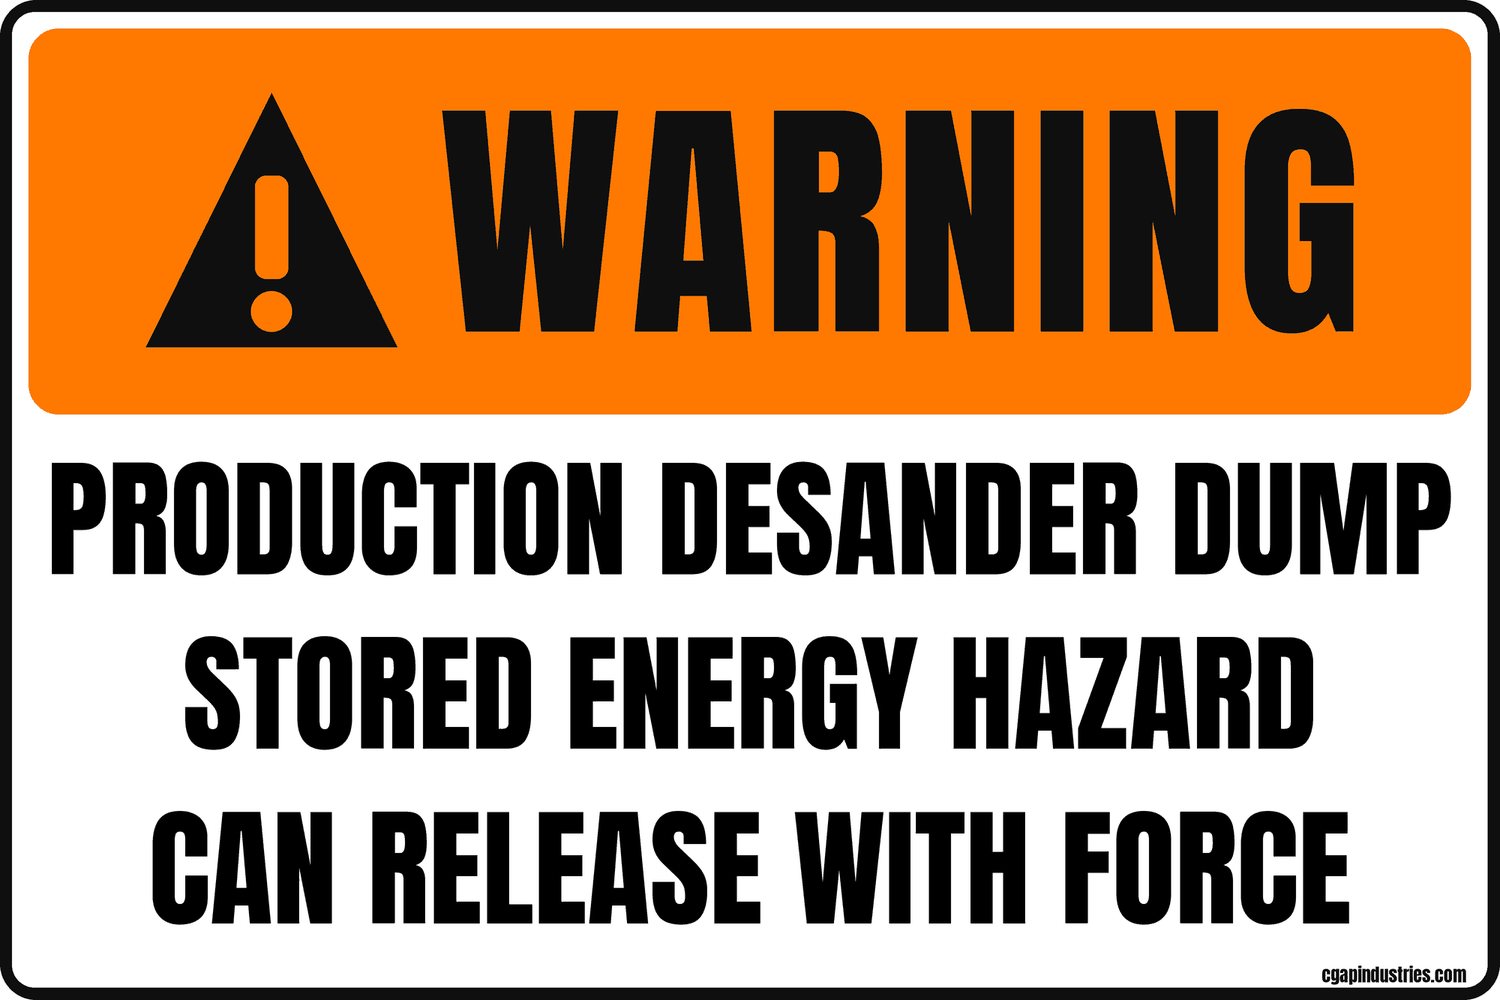 WARNING
PRODUCTION DESANDER DUMP
STORED ENERGY HAZARD
CAN RELEASE WITH FORCE
cgapindustries.com